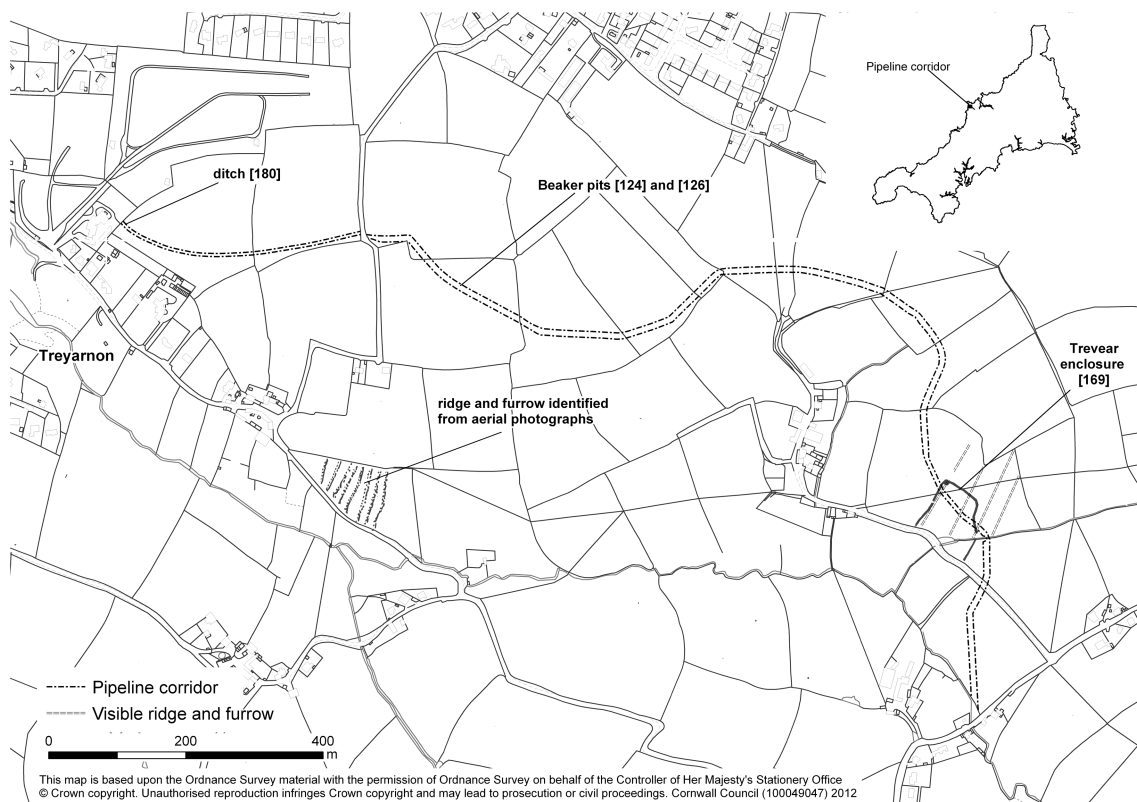 Pipeline corridor
ditch [180]
Beaker pits [124] and [126]
Treyarnon
Trevear
enclosure
[169]
ridge and furrow identified
from aerial photographs
Pipeline corridor
Visible ridge and furrow
0 200 400
m
This map is based upon the Ordnance Survey material with the permission of Ordnance Survey on behalf of the Controller of Her Majesty's Stationery Office
© Crown copyright. Unauthorised reproduction infringes Crown copyright and may lead to prosecution or civil proceedings. Cornwall Council (100049047) 2012